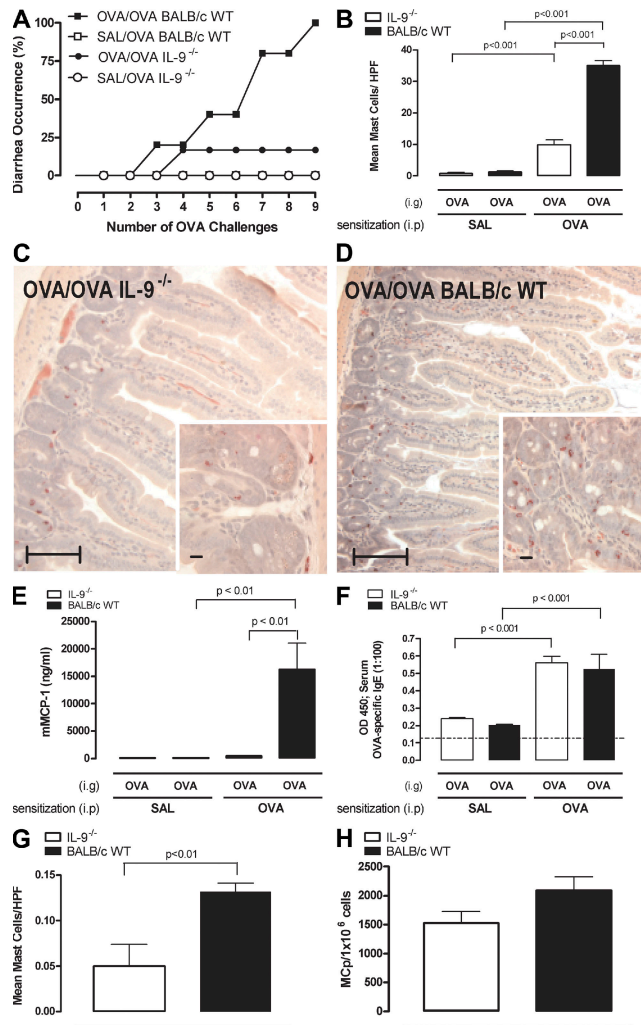 A
OVA/OVA BALB/c WT
SAL/OVA BALB/c WT
OVA/OVA IL-9-/-
SAL/OVA IL-9-/-
Diarrhea Occurrence (%)
100
75
50
25
0
0 1 2 3 4 5 6 7 8 9
Number of OVA Challenges
B
IL-9-/-
BALB/c WT
p<0.001
p<0.001
p<0.001
Mean Mast Cells/ HPF
40
30
20
10
0
(i.g) OVA OVA OVA OVA
sensitization (i.p) SAL OVA
C
OVA/OVA IL-9-/-
D
OVA/OVA BALB/c WT
E
IL-9-/-
BALB/c WT
p < 0.01
p < 0.01
mMCP-1 (ng/ml)
25000
20000
15000
10000
5000
0
(i.g) OVA OVA OVA OVA
sensitization (i.p) SAL OVA
F
IL-9-/-
BALB/c WT
p < 0.001
p < 0.001
OD 450; Serum
OVA-specific IgE (1:100)
0.6
0.5
0.4
0.3
0.2
0.1
0.0
(i.g) OVA OVA OVA OVA
sensitization (i.p) SAL OVA
G
IL-9-/-
BALB/c WT
p<0.01
Mean Mast Cells/HPF
0.15
0.10
0.05
0.00
H
IL-9-/-
BALB/c WT
MCp/1x10^6 cells
2500
2000
1500
1000
500
0